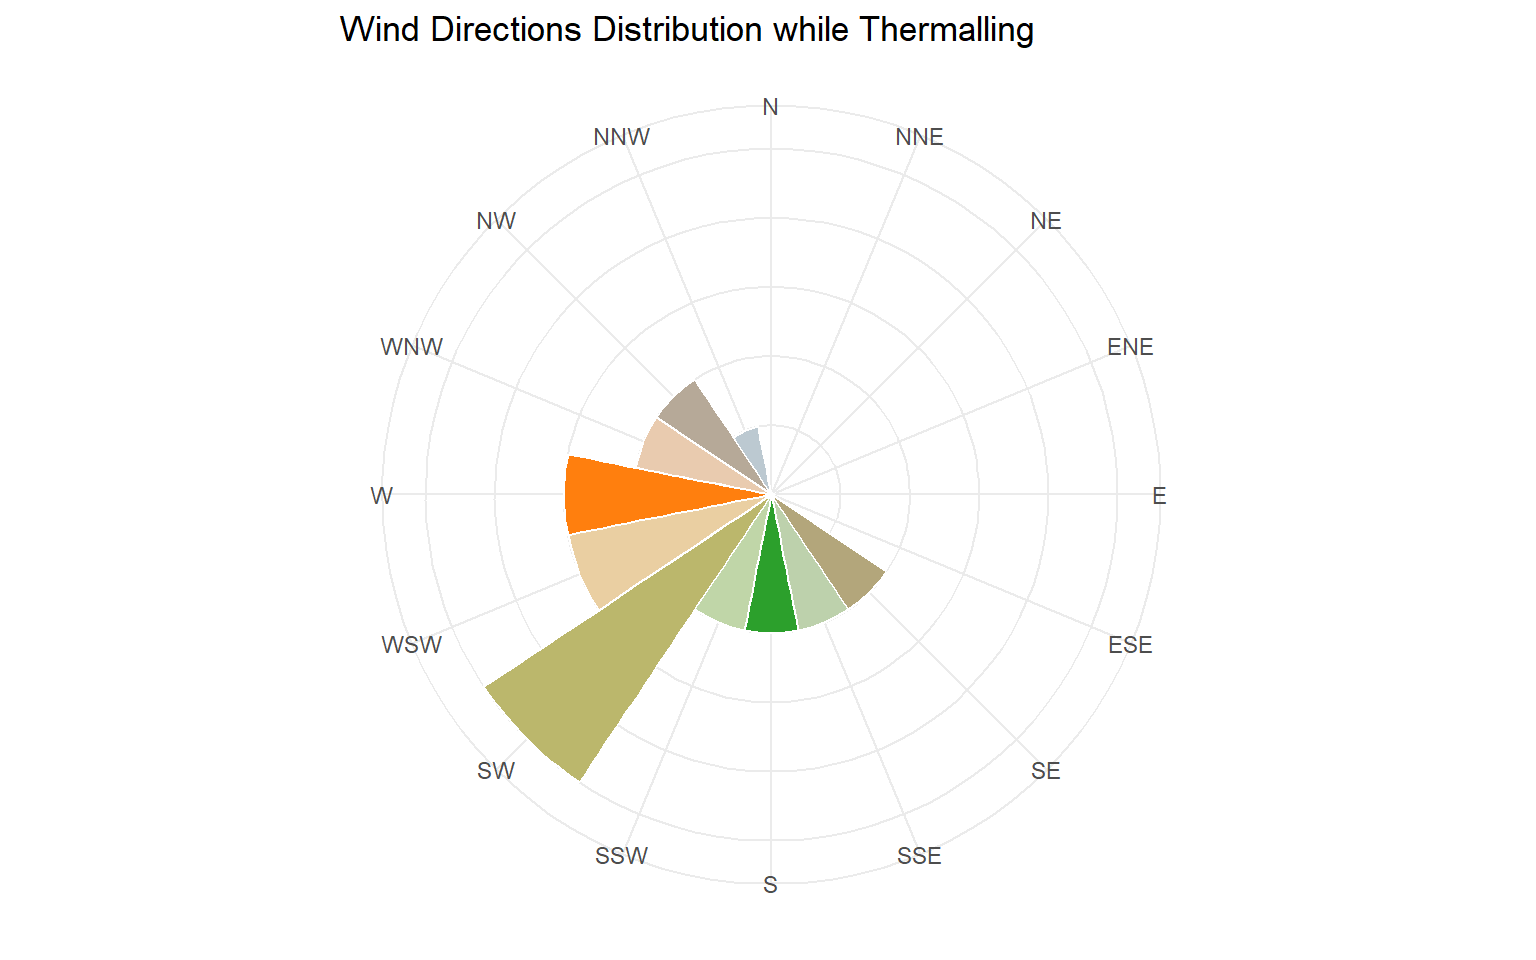 Wind Directions Distribution while Thermalling
N
NNW
NNE
NW
NE
WNW
ENE
W
E
WSW
ESE
SW
SE
SSW
SSE
S